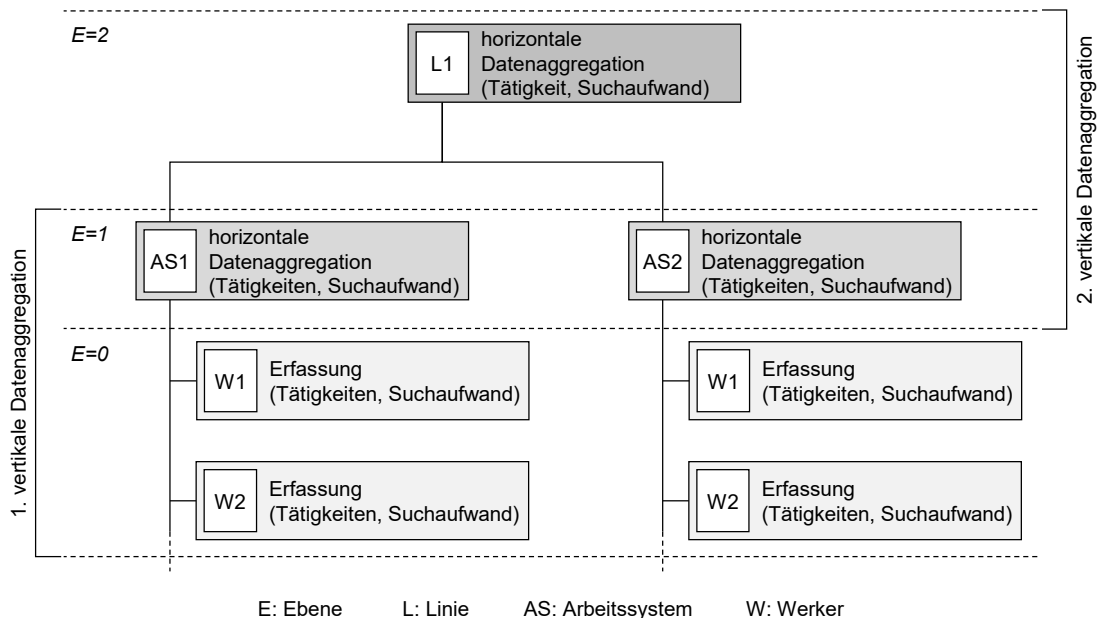 E=2
L1
horizontale
Datenaggregation
(Tätigkeit, Suchaufwand)
2. vertikale Datenaggregation
E=1
AS1
horizontale
Datenaggregation
(Tätigkeiten, Suchaufwand)
AS2
horizontale
Datenaggregation
(Tätigkeiten, Suchaufwand)
1. vertikale Datenaggregation
E=0
W1
Erfassung
(Tätigkeiten, Suchaufwand)
W1
Erfassung
(Tätigkeiten, Suchaufwand)
W2
Erfassung
(Tätigkeiten, Suchaufwand)
W2
Erfassung
(Tätigkeiten, Suchaufwand)
E: Ebene L: Linie AS: Arbeitssystem W: Werker